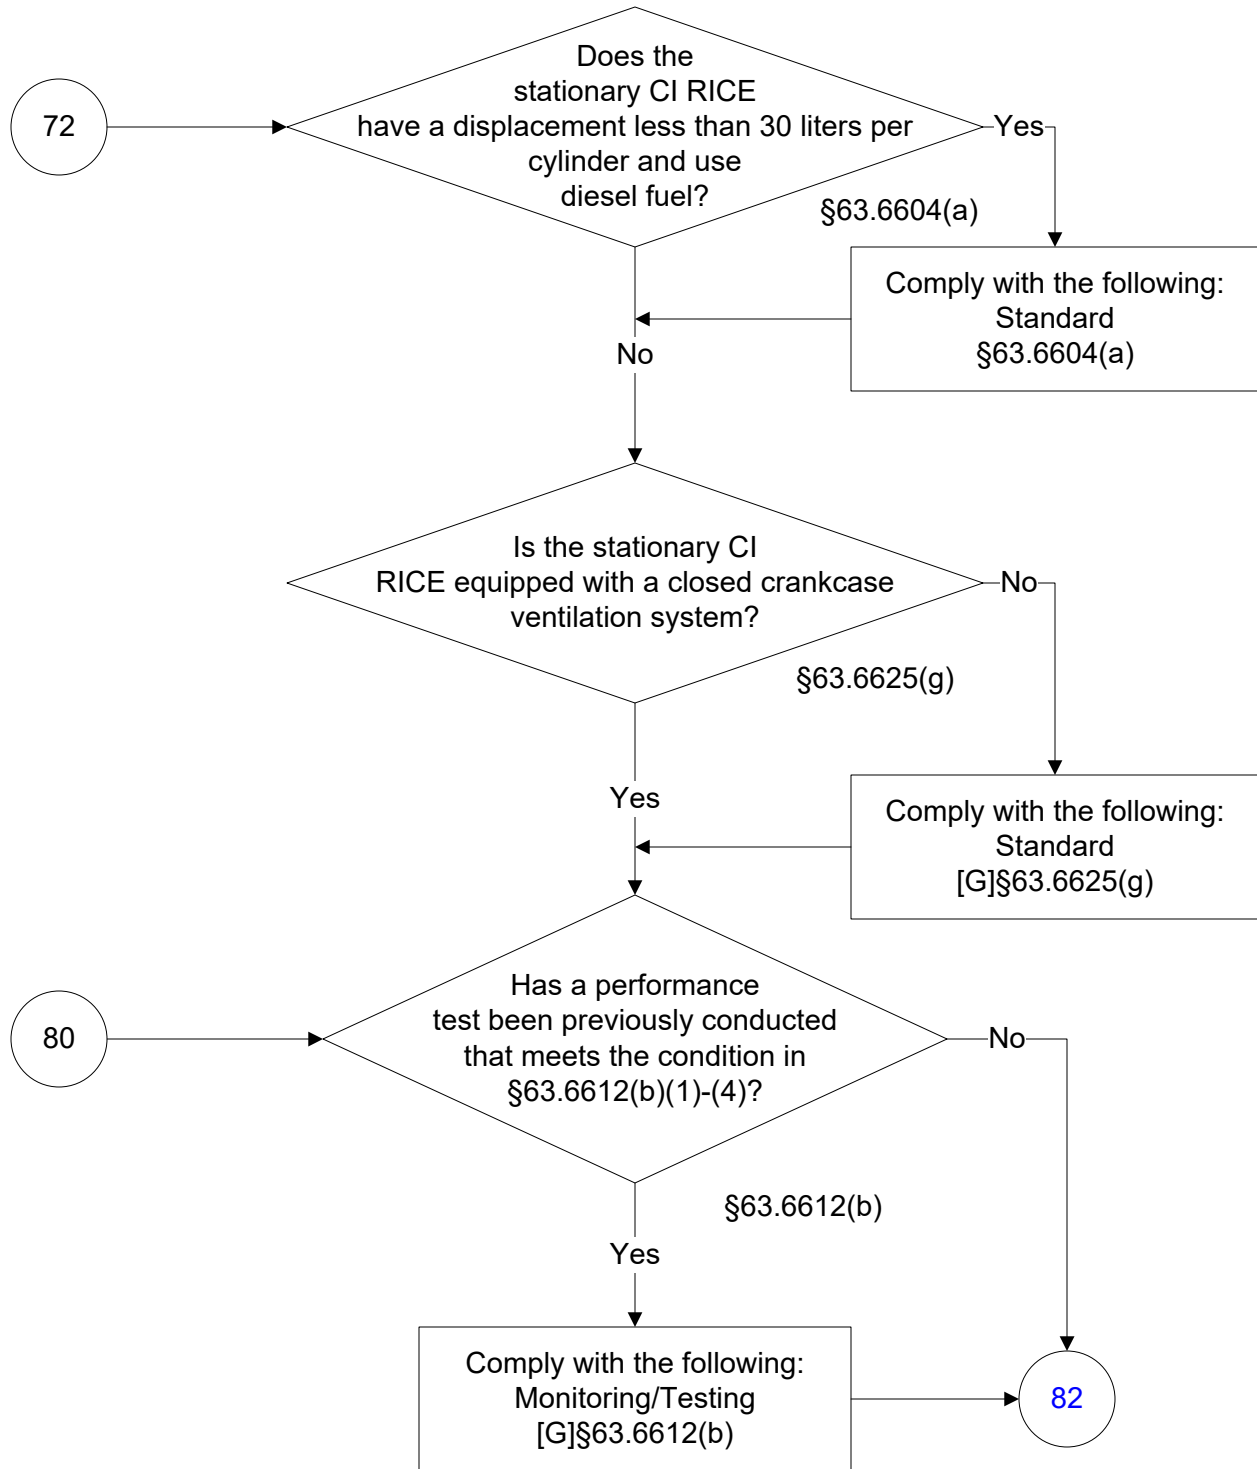 Does the
stationary CI RICE
have a displacement less than 30 liters per
cylinder and use
diesel fuel?
72
Yes
§63.6604(a)
Comply with the following:
Standard
§63.6604(a)
No
Is the stationary CI
RICE equipped with a closed crankcase
ventilation system?
No
§63.6625(g)
Yes
Comply with the following:
Standard
[G]§63.6625(g)
80
Has a performance
test been previously conducted
that meets the condition in
§63.6612(b)(1)-(4)?
No
§63.6612(b)
Yes
Comply with the following:
Monitoring/Testing
[G]§63.6612(b)
82